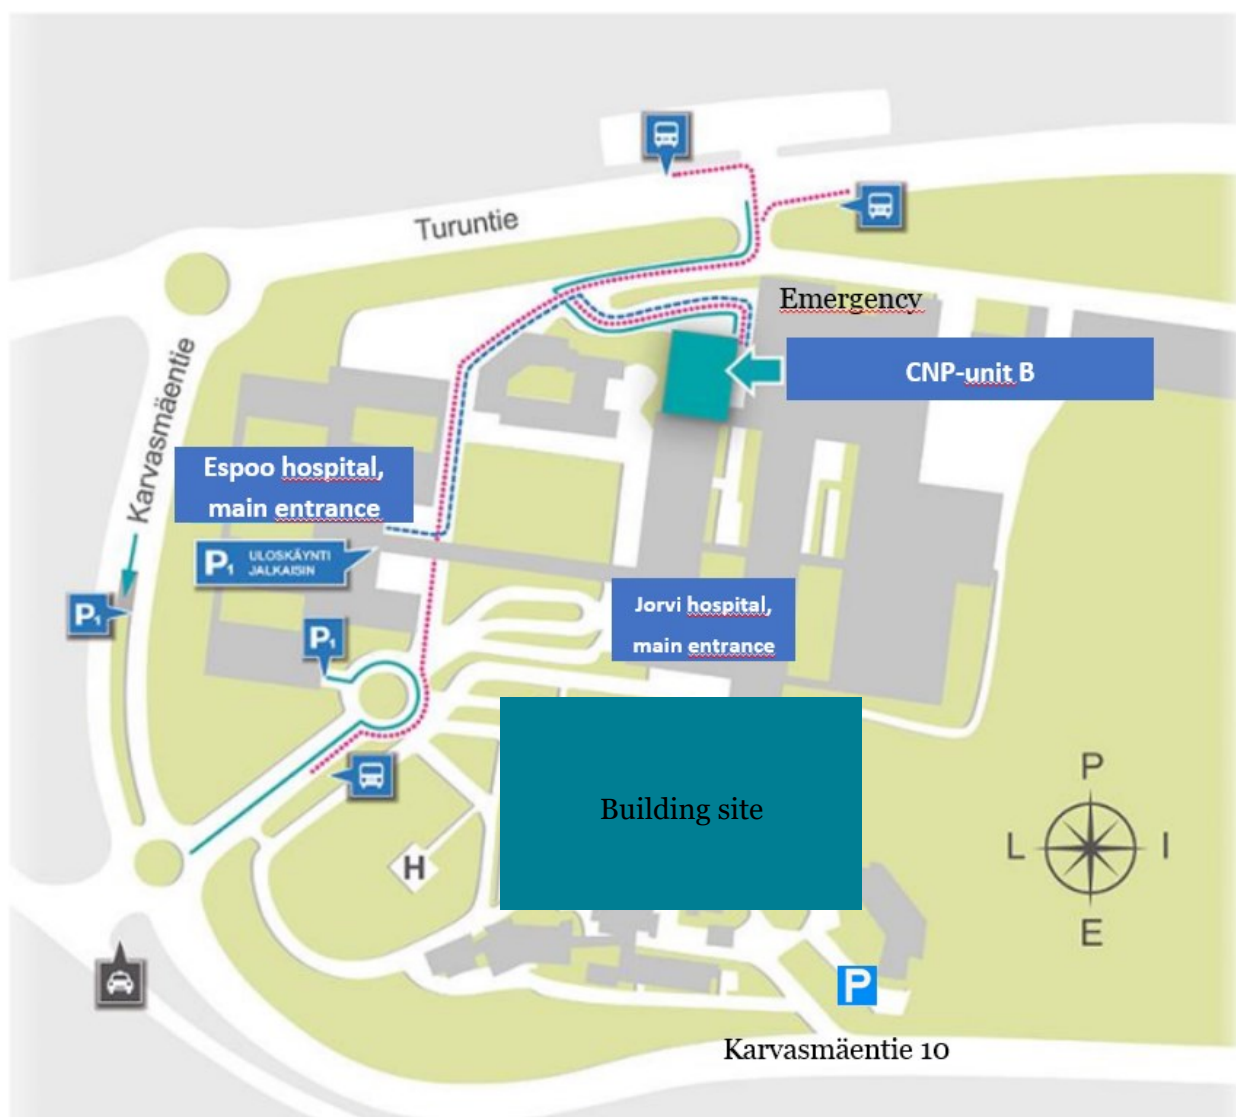 Turuntie
Emergency
CNP-unit B
Karvasmäentie
Espoo hospital,
main entrance
P1 ULOSKÄYNTI
JALKAISIN
Jorvi hospital,
main entrance
P1
P1
Building site
P
L I
E
H
P
Karvasmäentie 10